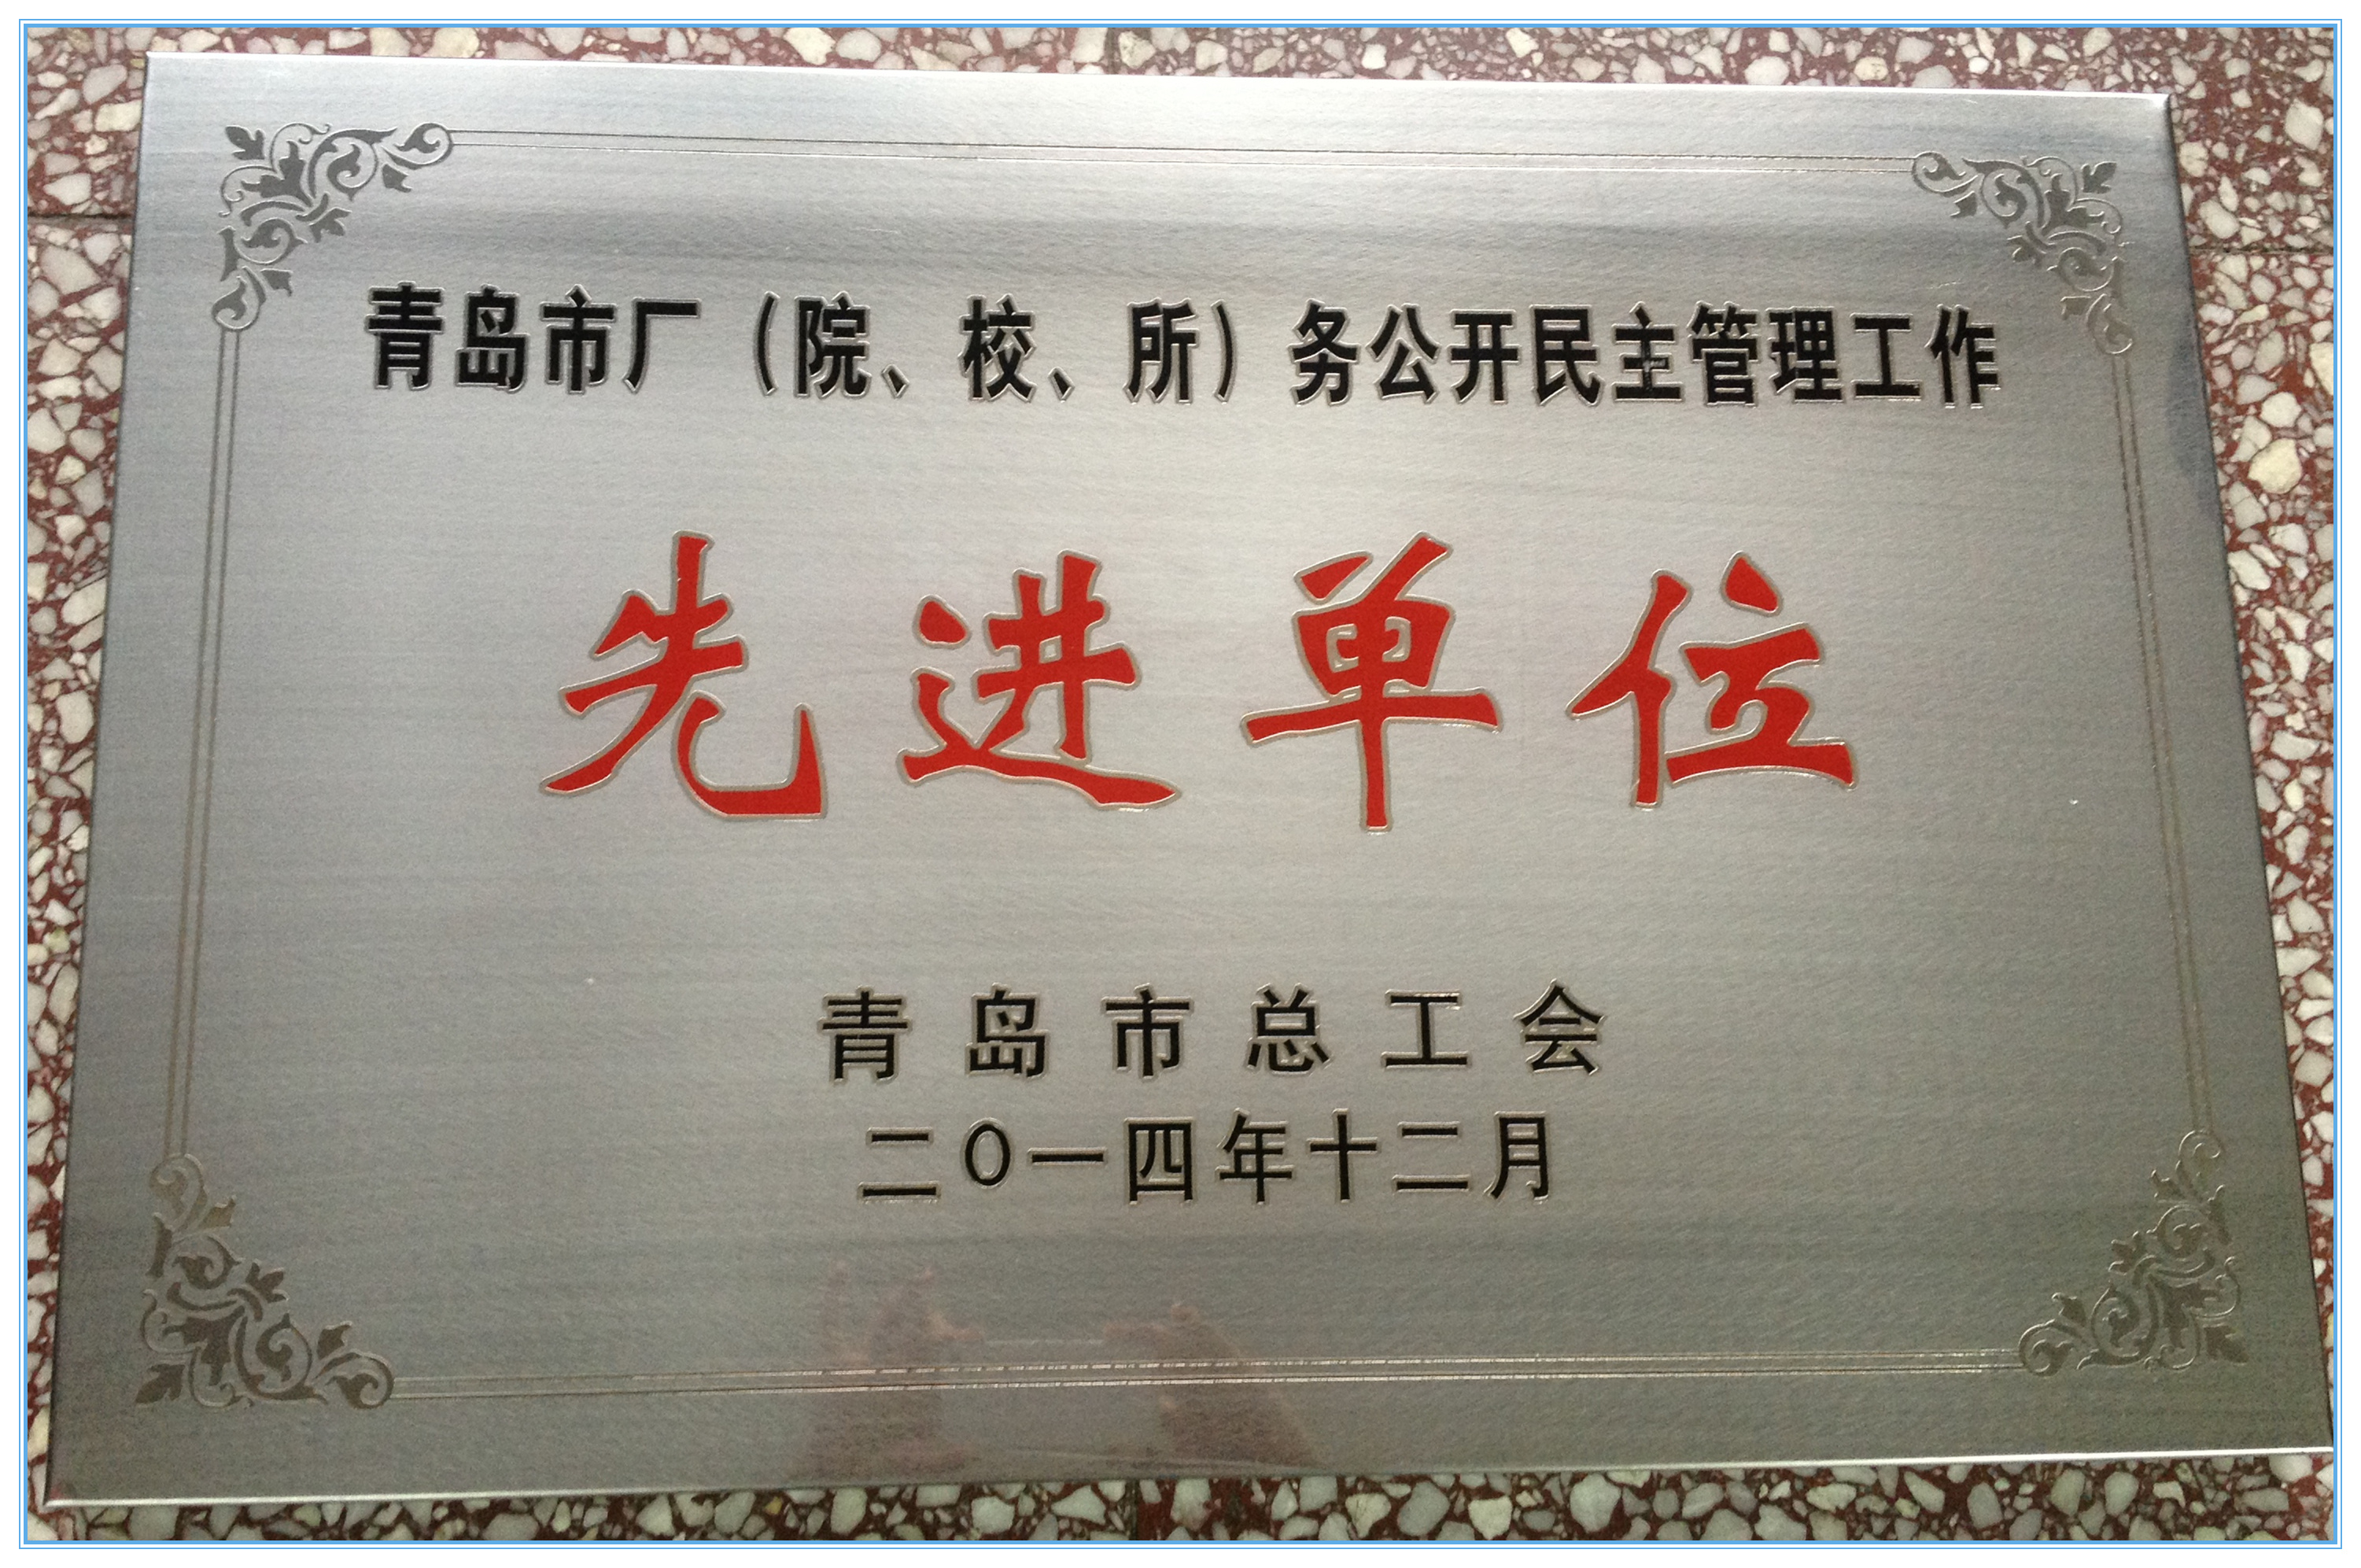 青岛市厂（院、校、所）务公开民主管理工作
先进单位
青岛市总工会
二〇一四年十二月